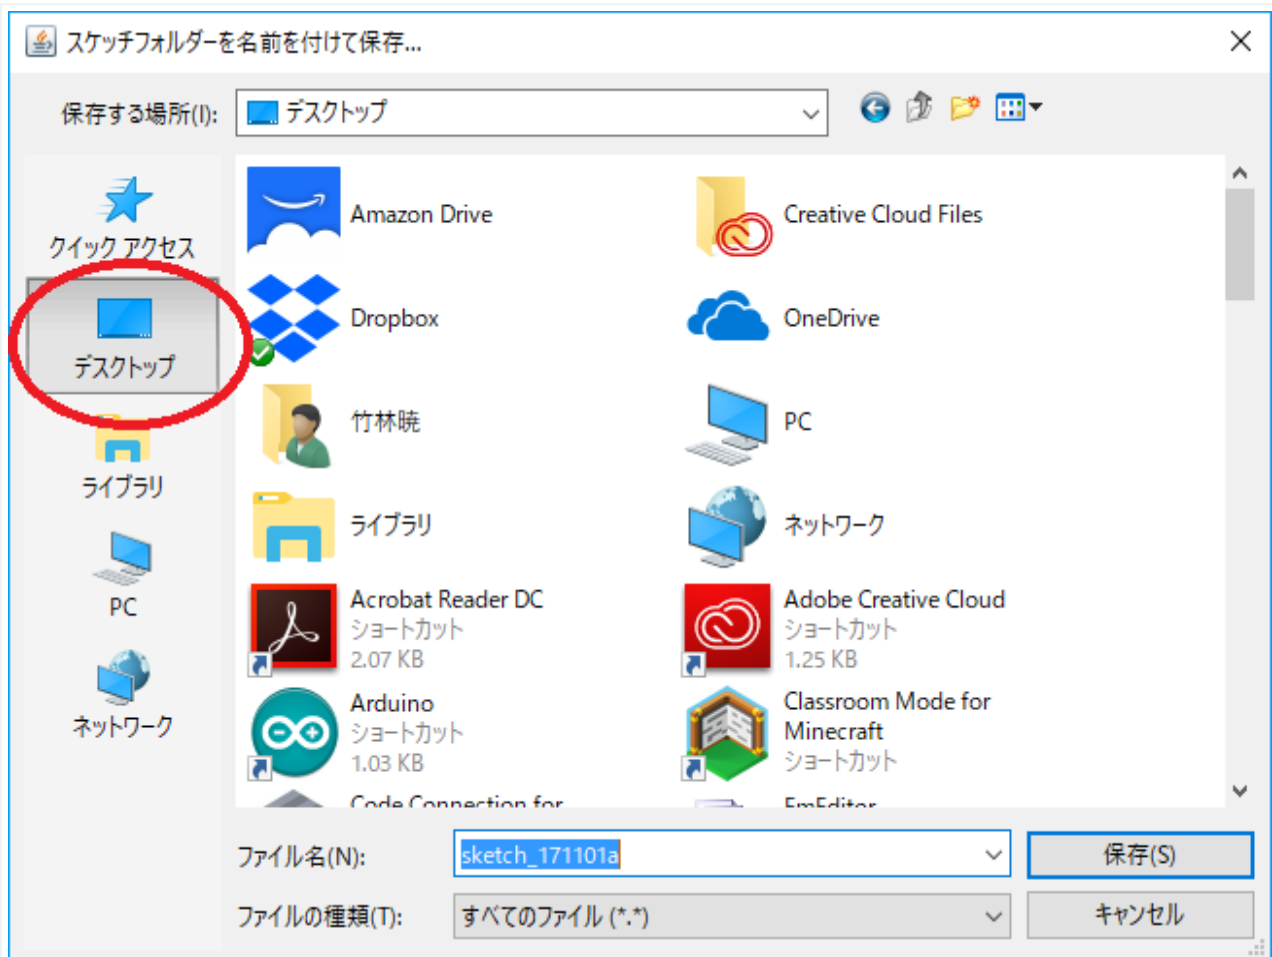 スケッチフォルダーを名前を付けて保存...
保存する場所(I):
デスクトップ
クイック アクセス
デスクトップ
ライブラリ
PC
ネットワーク
Amazon Drive
Creative Cloud Files
Dropbox
OneDrive
竹林暁
PC
ライブラリ
ネットワーク
Acrobat Reader DC
ショートカット
2.07 KB
Adobe Creative Cloud
ショートカット
1.25 KB
Arduino
ショートカット
1.03 KB
Classroom Mode for
Minecraft
ショートカット
Code Connection for
EmEditor
ファイル名(N):
sketch_171101a
保存(S)
ファイルの種類(T):
すべてのファイル (*.*)
キャンセル